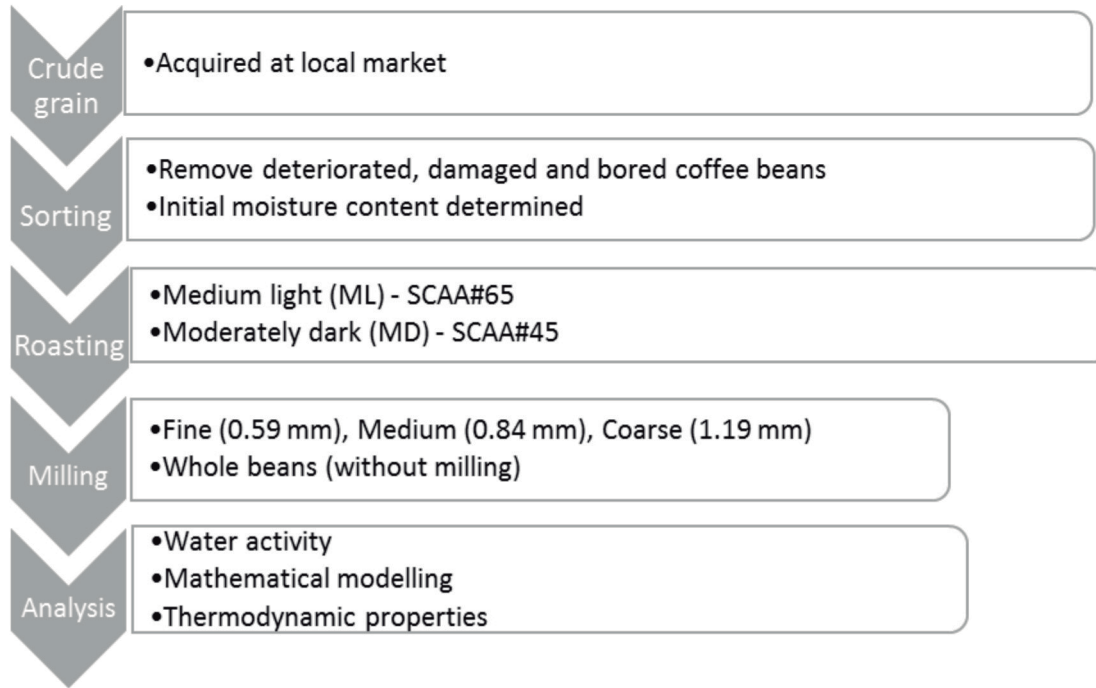 Crude
grain
•Acquired at local market
Sorting
•Remove deteriorated, damaged and bored coffee beans
•Initial moisture content determined
Roasting
•Medium light (ML) - SCAA#65
•Moderately dark (MD) - SCAA#45
Milling
•Fine (0.59 mm), Medium (0.84 mm), Coarse (1.19 mm)
•Whole beans (without milling)
Analysis
•Water activity
•Mathematical modelling
•Thermodynamic properties